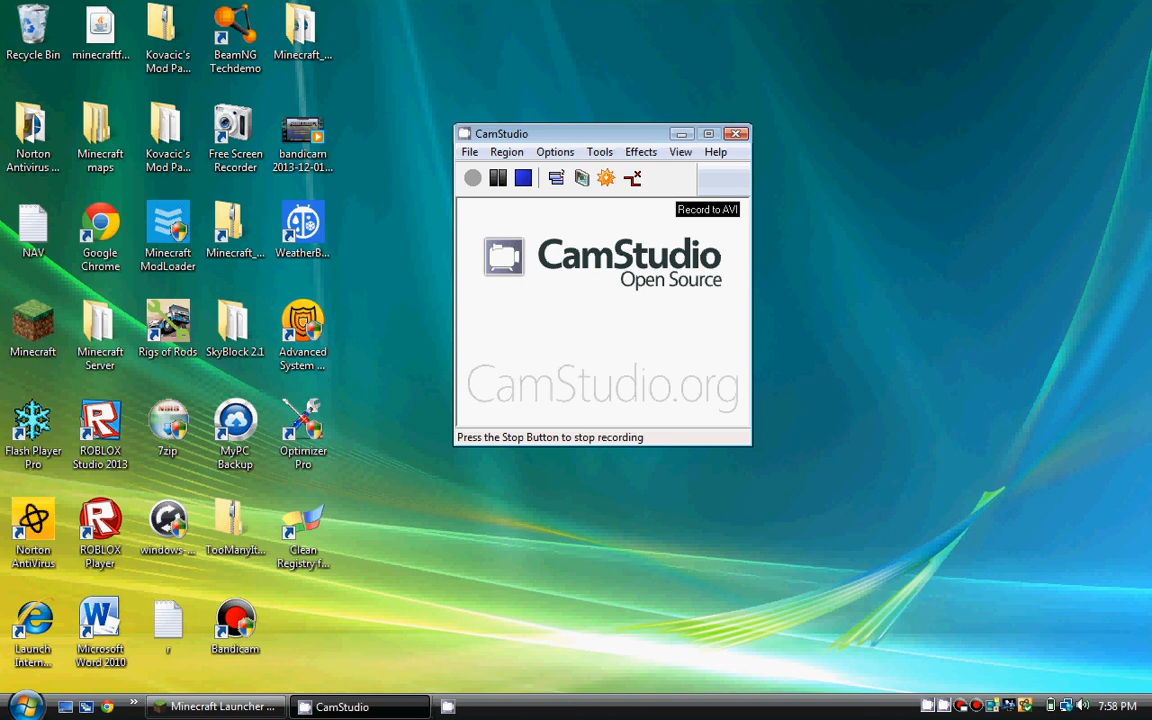 Recycle Bin
minecraftf...
Kovacic's
Mod Pa...
BeamNG
Techdemo
Minecraft_...
Norton
Antivirus ...
Minecraft
maps
Kovacic's
Mod Pa...
Free Screen
Recorder
bandicam
2013-12-01...
NAV
Google
Chrome
Minecraft
ModLoader
Minecraft_...
WeatherB...
Minecraft
Minecraft
Server
Rigs of Rods
SkyBlock 2.1
Advanced
System ...
Flash Player
Pro
ROBLOX
Studio 2013
7zip
MyPC
Backup
Optimizer
Pro
Norton
AntiVirus
ROBLOX
Player
windows-...
TooManyIt...
Clean
Registry f...
Launch
Intern...
Microsoft
Word 2010
r
Bandicam
CamStudio
File Region Options Tools Effects View Help
Record to AVI
CamStudio
Open Source
CamStudio.org
Press the Stop Button to stop recording
»
Minecraft Launcher ...
CamStudio
7:58 PM